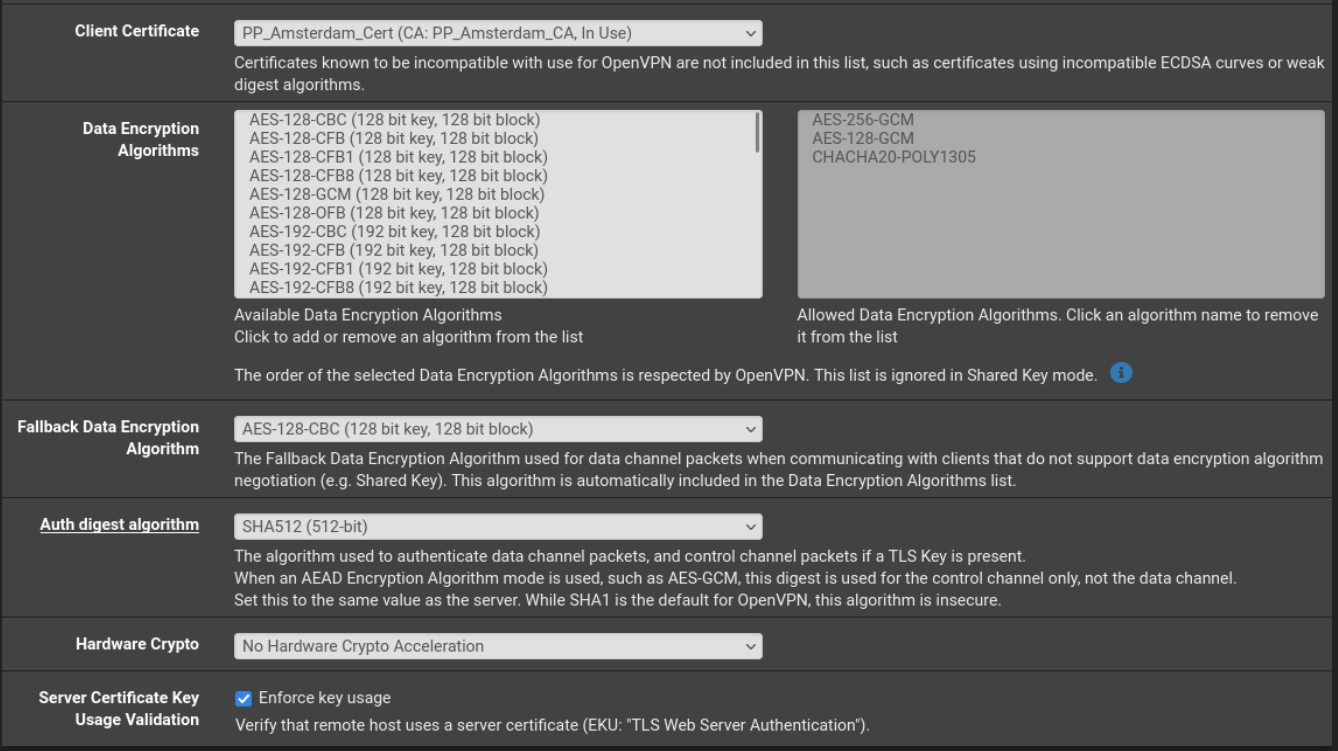 Client Certificate
PP_Amsterdam_Cert (CA: PP_Amsterdam_CA, In Use)
Certificates known to be incompatible with use for OpenVPN are not included in this list, such as certificates using incompatible ECDSA curves or weak
digest algorithms.
Data Encryption
Algorithms
AES-128-CBC (128 bit key, 128 bit block)
AES-128-CFB (128 bit key, 128 bit block)
AES-128-CFB1 (128 bit key, 128 bit block)
AES-128-CFB8 (128 bit key, 128 bit block)
AES-128-GCM (128 bit key, 128 bit block)
AES-128-OFB (128 bit key, 128 bit block)
AES-192-CBC (192 bit key, 128 bit block)
AES-192-CFB (192 bit key, 128 bit block)
AES-192-CFB1 (192 bit key, 128 bit block)
AES-192-CFB8 (192 bit key, 128 bit block)
Available Data Encryption Algorithms
Click to add or remove an algorithm from the list
AES-256-GCM
AES-128-GCM
CHACHA20-POLY1305
Allowed Data Encryption Algorithms. Click an algorithm name to remove
it from the list
The order of the selected Data Encryption Algorithms is respected by OpenVPN. This list is ignored in Shared Key mode.
Fallback Data Encryption
Algorithm
AES-128-CBC (128 bit key, 128 bit block)
The Fallback Data Encryption Algorithm used for data channel packets when communicating with clients that do not support data encryption algorithm
negotiation (e.g. Shared Key). This algorithm is automatically included in the Data Encryption Algorithms list.
Auth digest algorithm
SHA512 (512-bit)
The algorithm used to authenticate data channel packets, and control channel packets if a TLS Key is present.
When an AEAD Encryption Algorithm mode is used, such as AES-GCM, this digest is used for the control channel only, not the data channel.
Set this to the same value as the server. While SHA1 is the default for OpenVPN, this algorithm is insecure.
Hardware Crypto
No Hardware Crypto Acceleration
Server Certificate Key
Usage Validation
Enforce key usage
Verify that remote host uses a server certificate (EKU: "TLS Web Server Authentication").